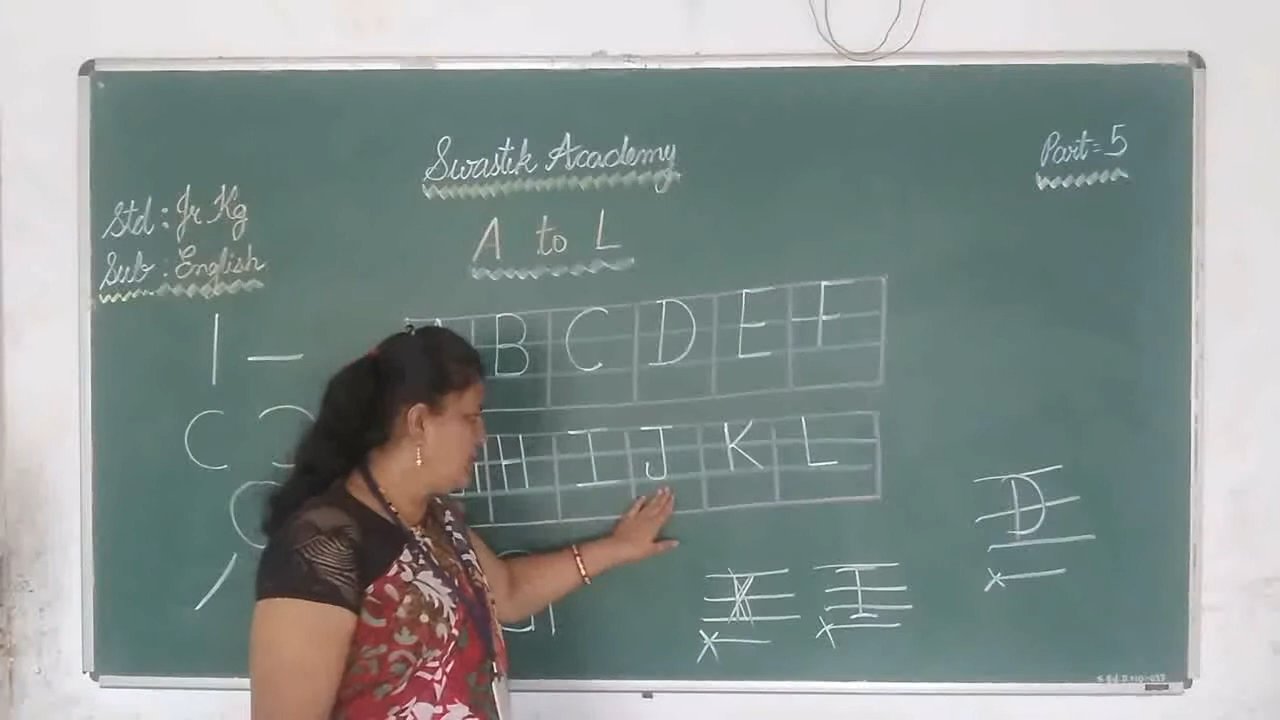 Swastik Academy
Part=5
Std : Jr Kg
Sub : English
A to L
B C D E F
H I J K L
D
I